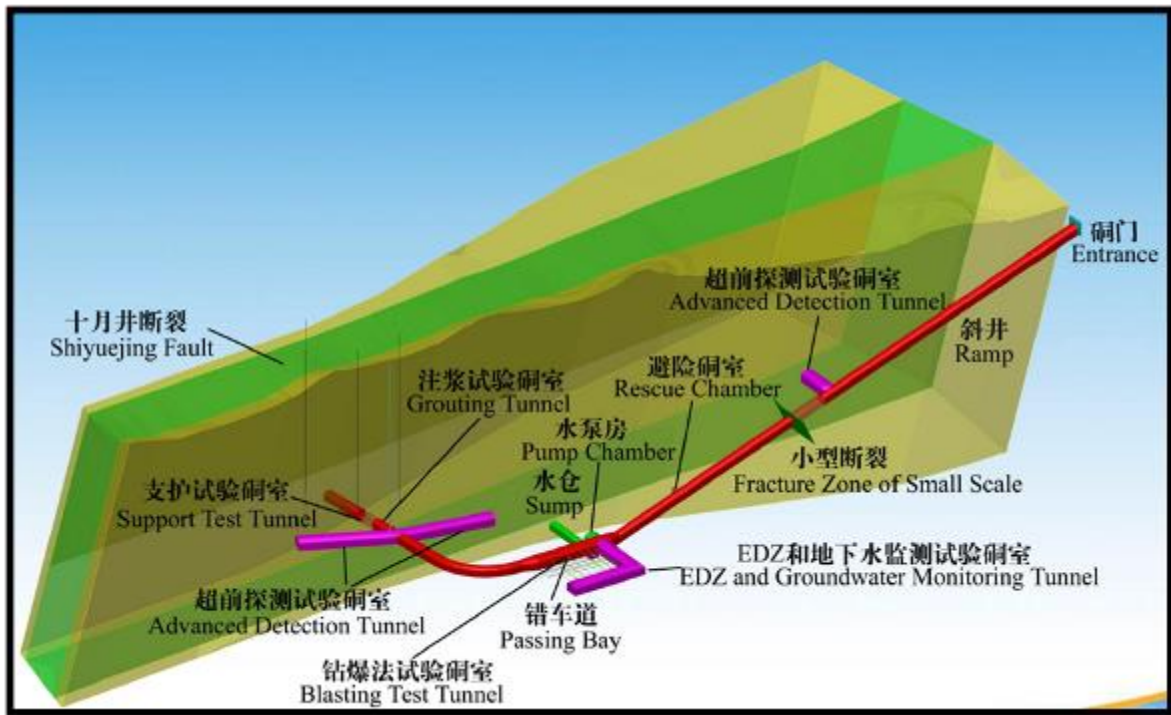 硐门
Entrance
超前探测试验硐室
Advanced Detection Tunnel
十月井断裂
Shiyuejing Fault
斜井
Ramp
避险硐室
Rescue Chamber
注浆试验硐室
Grouting Tunnel
水泵房
Pump Chamber
小型断裂
Fracture Zone of Small Scale
水仓
Sump
支护试验硐室
Support Test Tunnel
EDZ和地下水监测试验硐室
EDZ and Groundwater Monitoring Tunnel
超前探测试验硐室
Advanced Detection Tunnel
错车道
Passing Bay
钻爆法试验硐室
Blasting Test Tunnel